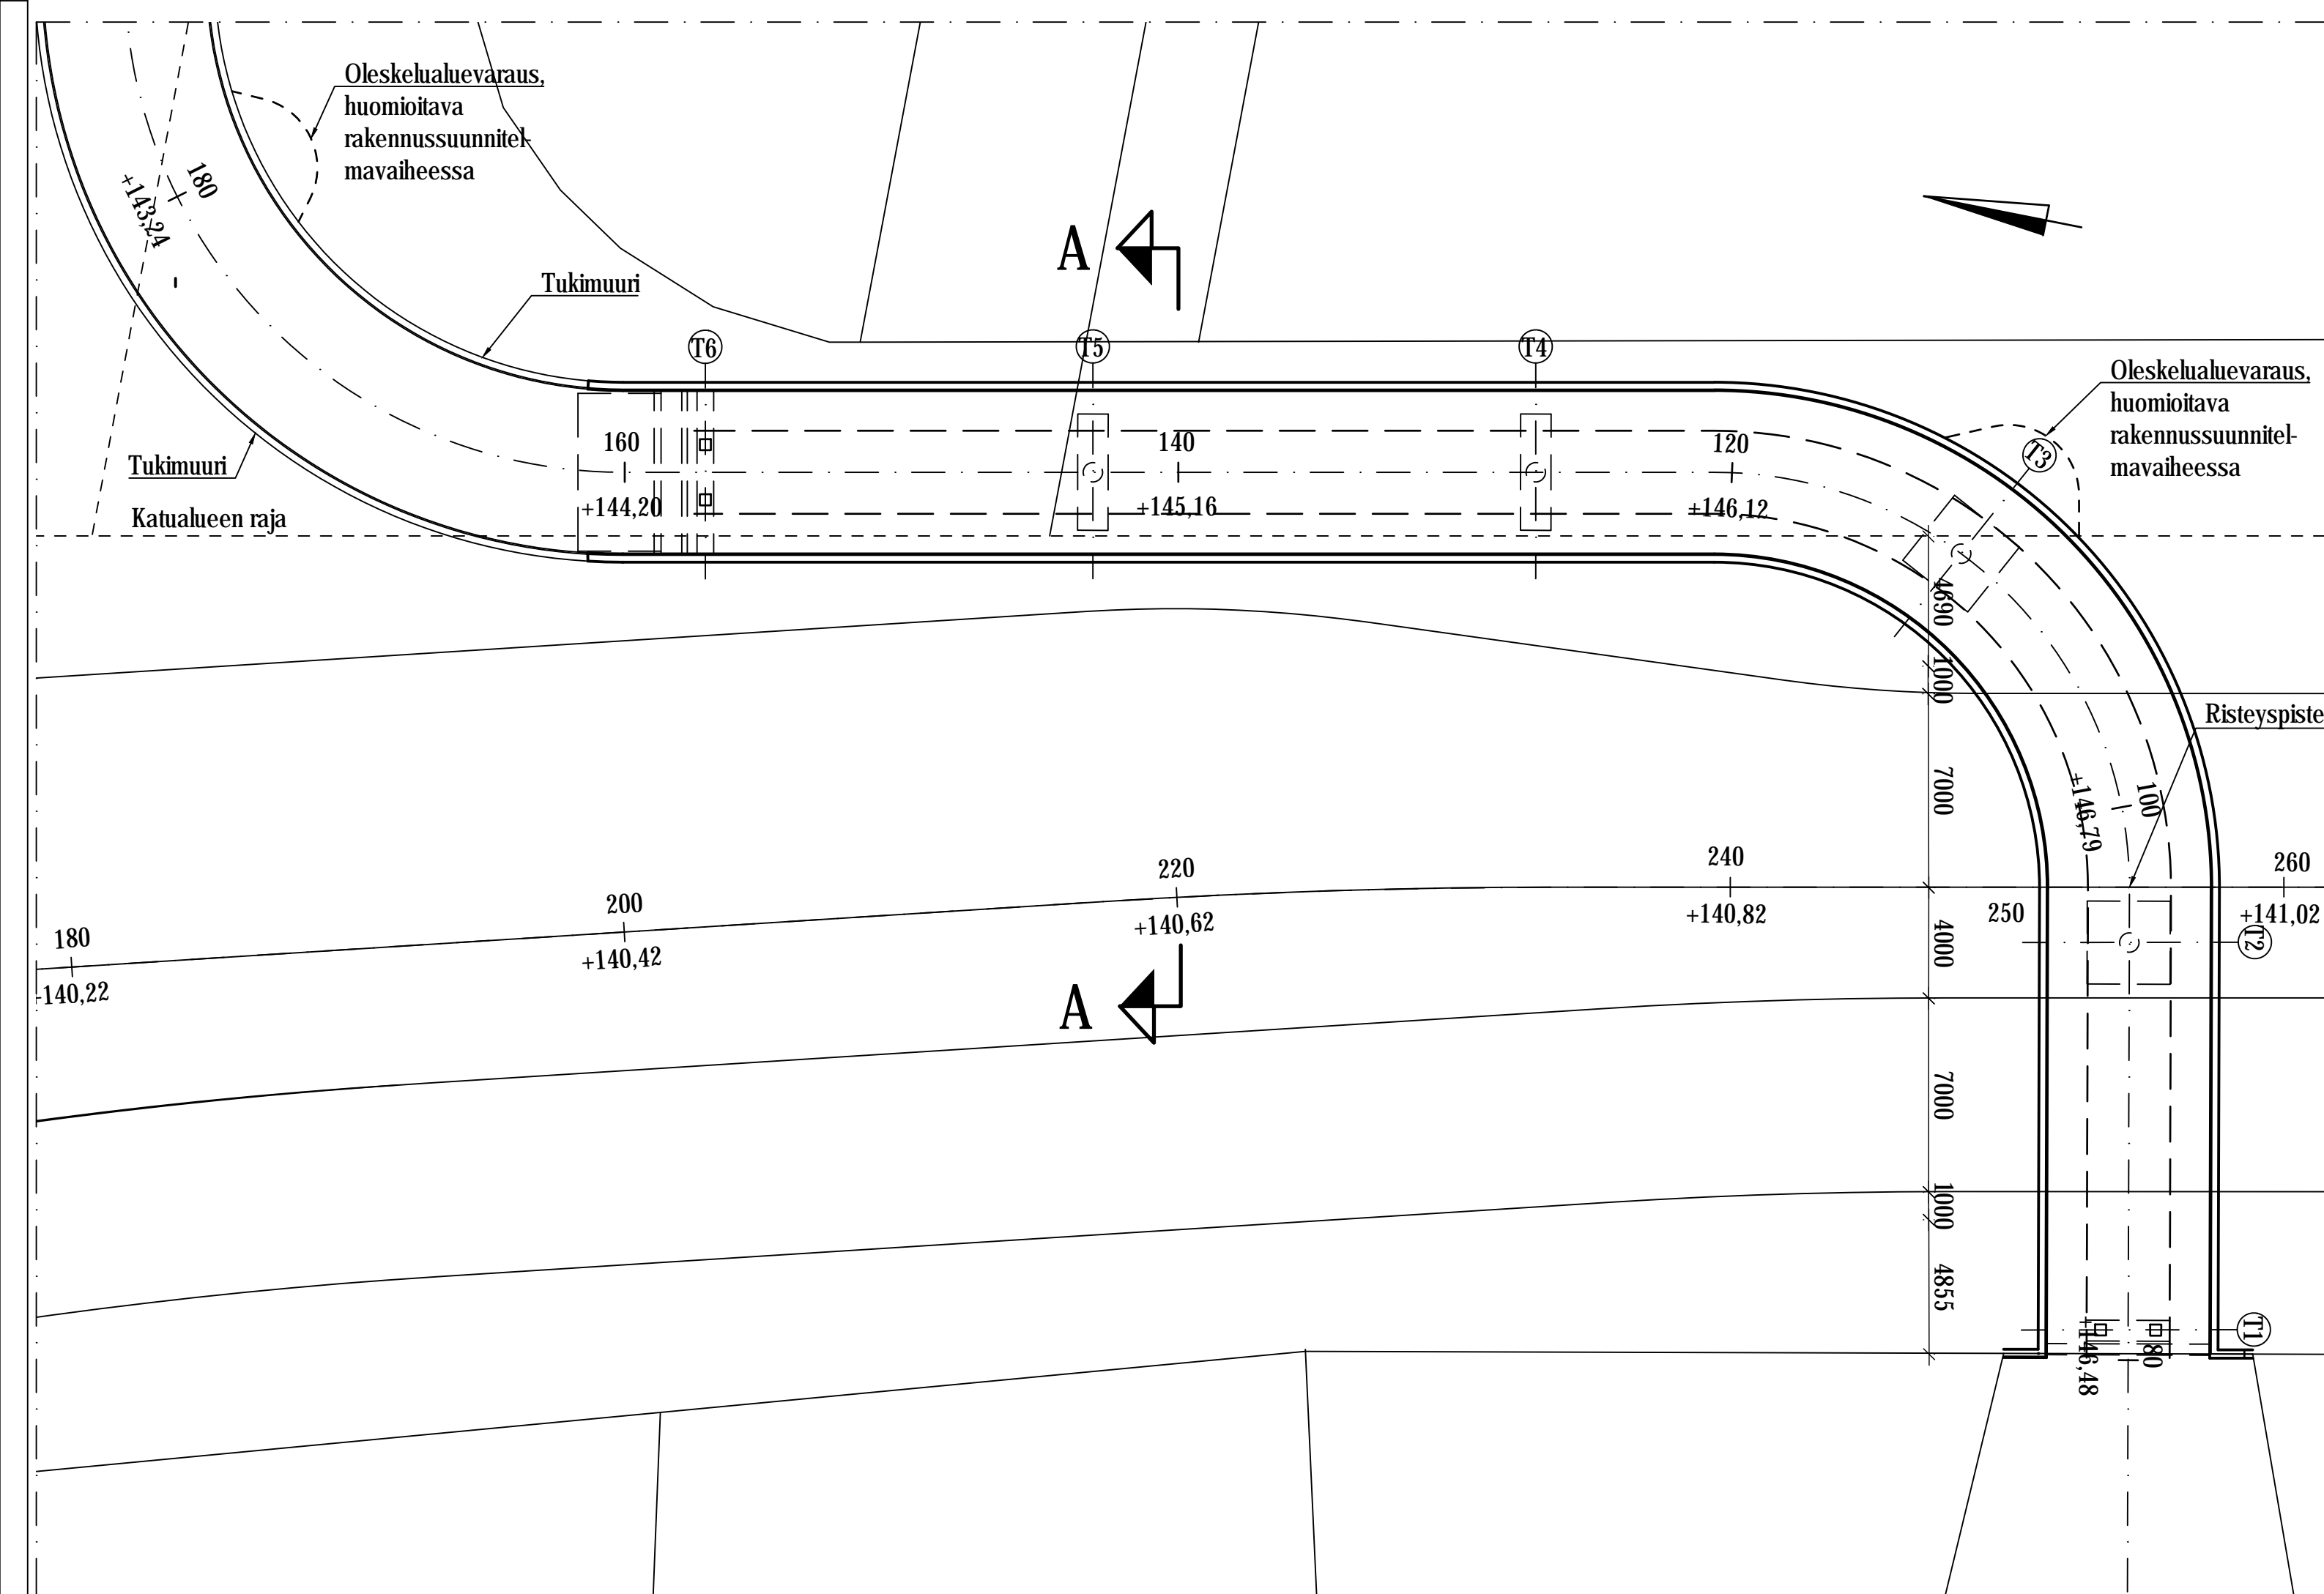 Oleskelualuevaraus,
huomioitava
rakennussuunnitel-
mavaiheessa
180
+143,24
A
Tukimuuri
T6
T5
T4
Oleskelualuevaraus,
huomioitava
rakennussuunnitel-
mavaiheessa
T3
160
140
120
Tukimuuri
+144,20
+145,16
+146,12
Katualueen raja
4690
1000
Risteyspiste
7000
+146,79
100
180
200
220
240
260
-140,22
+140,42
+140,62
+140,82
250
+141,02
4000
T2
A
7000
1000
4855
T1
+146,48
80